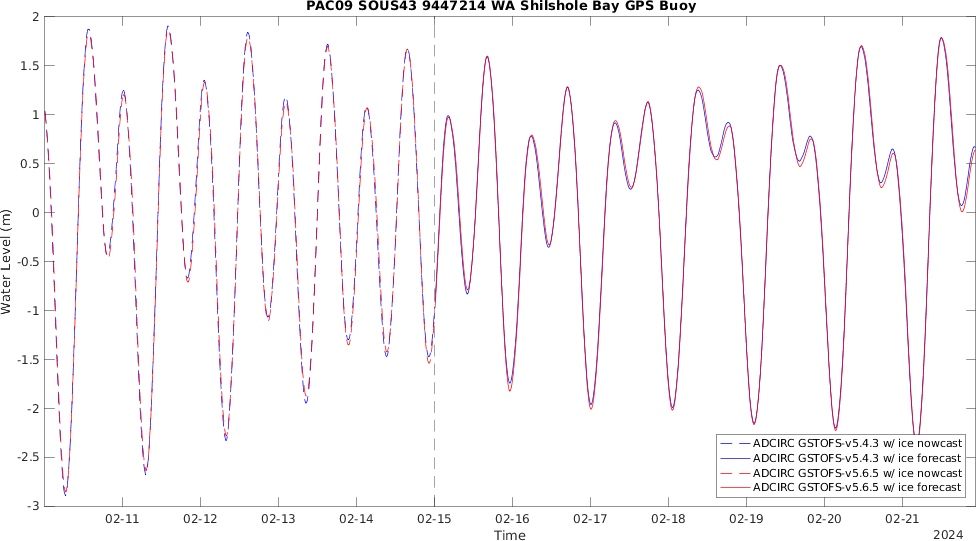 PAC09 SOUS43 9447214 WA Shilshole Bay GPS Buoy
Water Level (m)
2
1.5
1
0.5
0
-0.5
-1
-1.5
-2
-2.5
-3
ADCIRC GSTOFS-v5.4.3 w/ ice nowcast
ADCIRC GSTOFS-v5.4.3 w/ ice forecast
ADCIRC GSTOFS-v5.6.5 w/ ice nowcast
ADCIRC GSTOFS-v5.6.5 w/ ice forecast
02-11 02-12 02-13 02-14 02-15 02-16 02-17 02-18 02-19 02-20 02-21
Time
2024